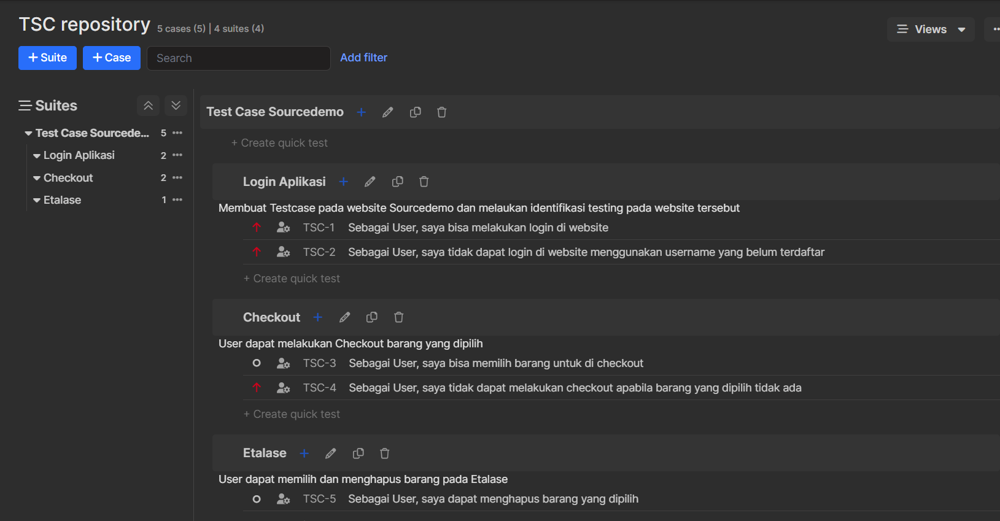 TSC repository 5 cases (5) | 4 suites (4)
Views
+ Suite
+ Case
Search
Add filter
Suites
Test Case Sourcede... 5
Login Aplikasi 2
Checkout 2
Etalase 1
Test Case Sourcedemo
+ Create quick test
Login Aplikasi
Membuat Testcase pada website Sourcedemo dan melaukan identifikasi testing pada website tersebut
TSC-1 Sebagai User, saya bisa melakukan login di website
TSC-2 Sebagai User, saya tidak dapat login di website menggunakan username yang belum terdaftar
+ Create quick test
Checkout
User dapat melakukan Checkout barang yang dipilih
TSC-3 Sebagai User, saya bisa memilih barang untuk di checkout
TSC-4 Sebagai User, saya tidak dapat melakukan checkout apabila barang yang dipilih tidak ada
+ Create quick test
Etalase
User dapat memilih dan menghapus barang pada Etalase
TSC-5 Sebagai User, saya dapat menghapus barang yang dipilih